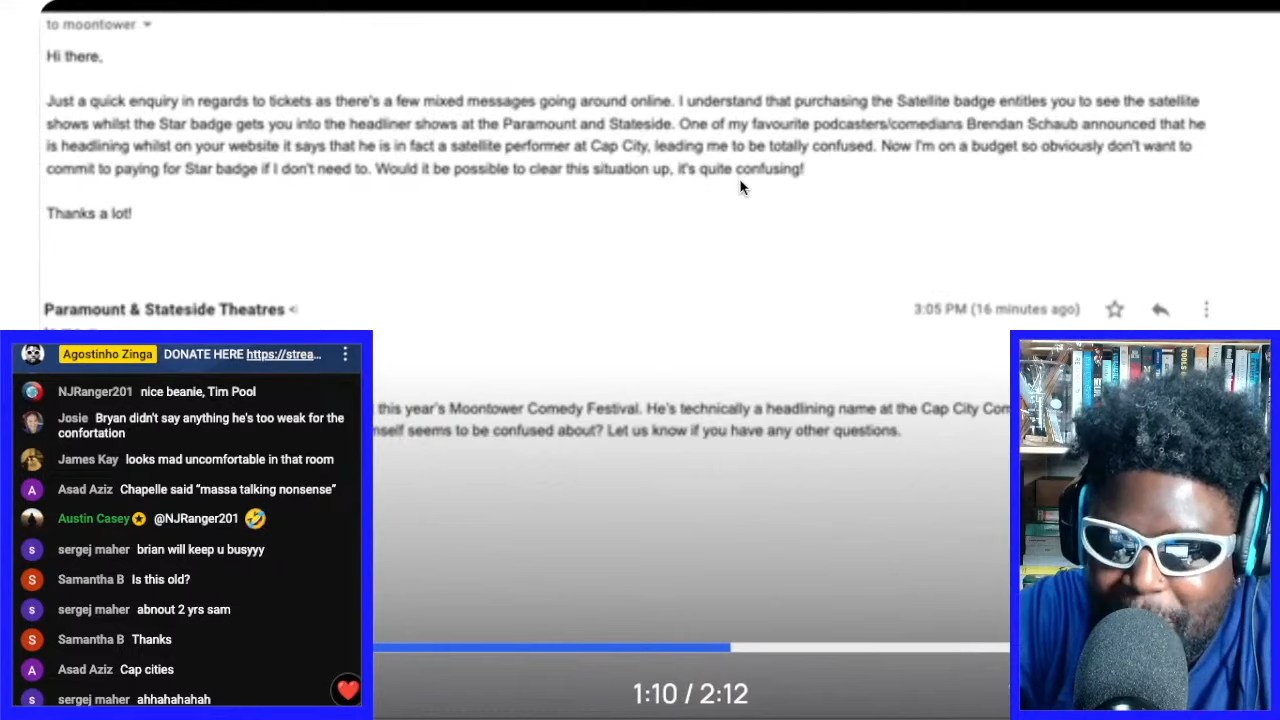 to moontower
Hi there,
Just a quick enquiry in regards to tickets as there's a few mixed messages going around online. I understand that purchasing the Satellite badge entitles you to see the satellite
shows whilst the Star badge gets you into the headliner shows at the Paramount and Stateside. One of my favourite podcasters/comedians Brendan Schaub announced that he
is headlining whilst on your website it says that he is in fact a satellite performer at Cap City, leading me to be totally confused. Now I'm on a budget so obviously don't want to
commit to paying for Star badge if I don't need to. Would it be possible to clear this situation up, it's quite confusing!
Thanks a lot!
Paramount & Stateside Theatres <
3:05 PM (16 minutes ago)
this year's Moontower Comedy Festival. He's technically a headlining name at the Cap City
seems to be confused about? Let us know if you have any other questions.
Agostinho Zinga DONATE HERE https://strea...
NJRanger201 nice beanie, Tim Pool
Josie Bryan didn't say anything he's too weak for the
confortation
James Kay looks mad uncomfortable in that room
Asad Aziz Chapelle said “massa talking nonsense”
Austin Casey @NJRanger201 🤣
sergej maher brian will keep u busyyy
Samantha B Is this old?
sergej maher abnout 2 yrs sam
Samantha B Thanks
Asad Aziz Cap cities
sergej maher ahhahahahah
1:10 / 2:12